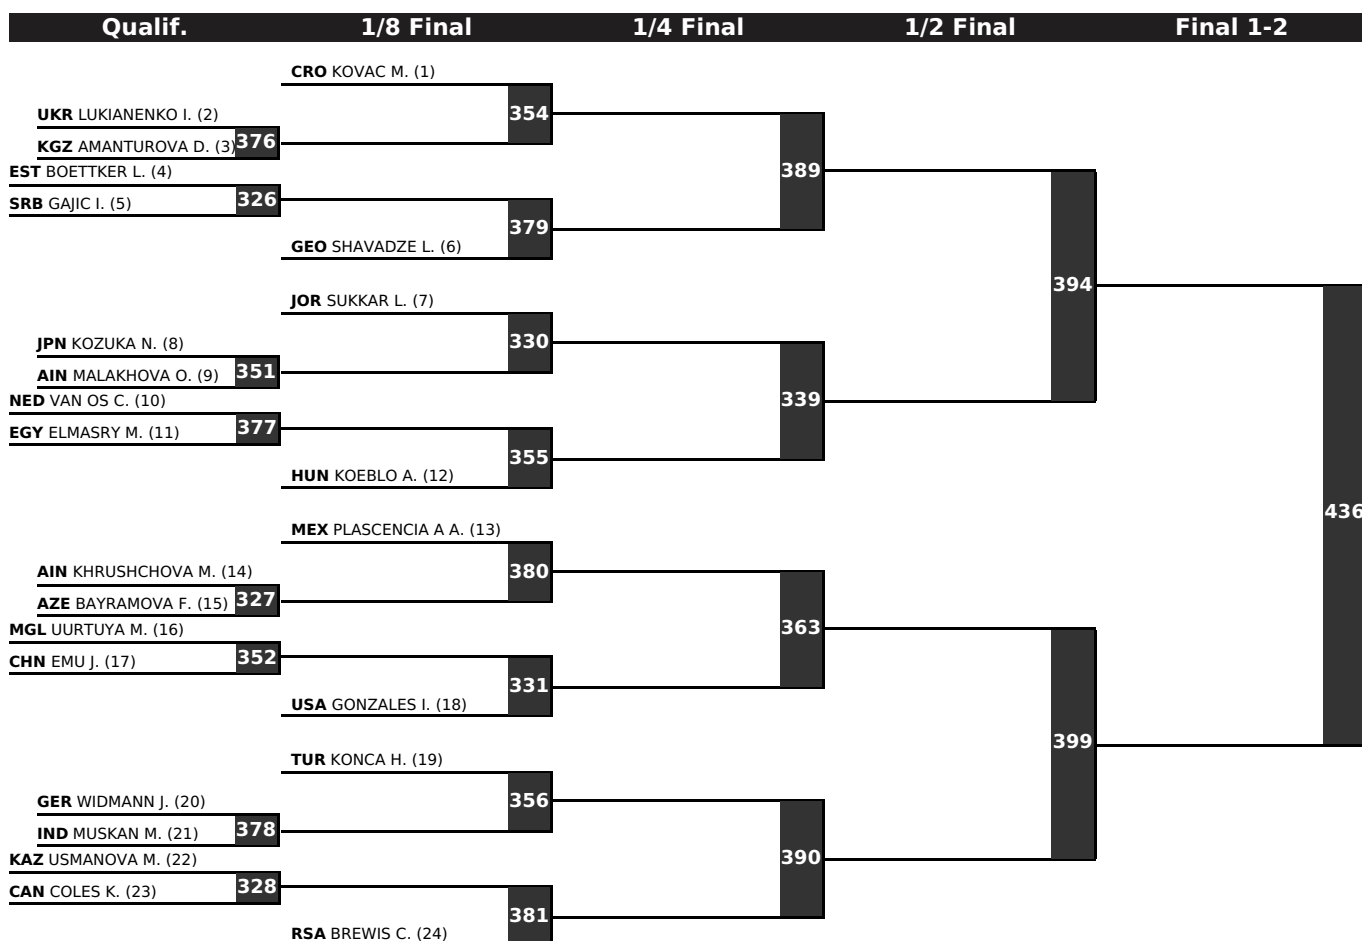 Qualif. 1/8 Final 1/4 Final 1/2 Final Final 1-2
CRO KOVAC M. (1)
354
UKR LUKIANENKO I. (2)
KGZ AMANTUROVA D. (3) 376
EST BOETTKER L. (4)
389
SRB GAJIC I. (5) 326
379
GEO SHAVADZE L. (6)
394
JOR SUKKAR L. (7)
330
JPN KOZUKA N. (8)
AIN MALAKHOVA O. (9) 351
NED VAN OS C. (10)
339
EGY ELMASRY M. (11) 377
355
HUN KOEBLO A. (12)
436
MEX PLASCENCIA A A. (13)
380
AIN KHRUSHCHOVA M. (14)
AZE BAYRAMOVA F. (15) 327
MGL UURTUYA M. (16)
363
CHN EMU J. (17) 352
331
USA GONZALES I. (18)
399
TUR KONCA H. (19)
356
GER WIDMANN J. (20)
IND MUSKAN M. (21) 378
KAZ USMANOVA M. (22)
390
CAN COLES K. (23) 328
381
RSA BREWIS C. (24)